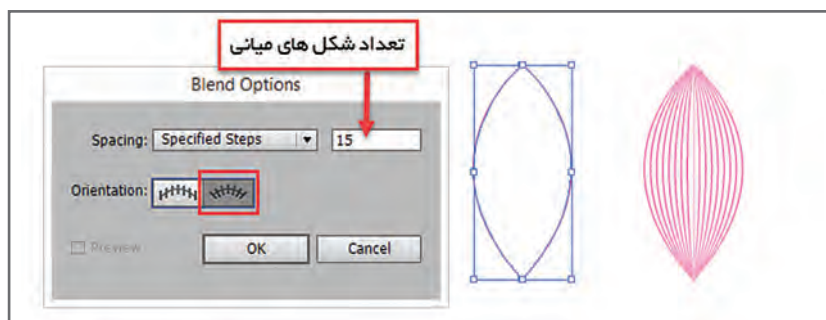 تعداد شکل های میانی
Blend Options
Spacing: Specified Steps 15
Orientation:
Preview
OK Cancel